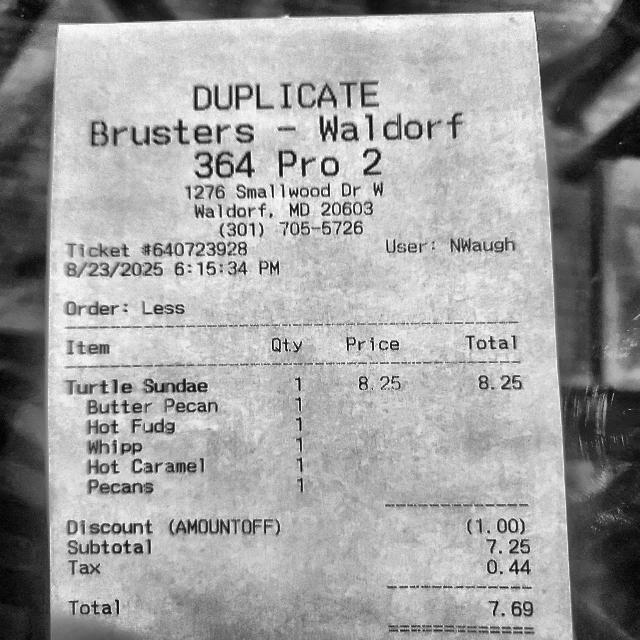 DUPLICATE
Brusters - Waldorf
364 Pro 2
1276 Smallwood Dr W
Waldorf, MD 20603
(301) 705-5726
Ticket #640723928 User: NWaugh
8/23/2025 6:15:34 PM
Order: Less
Item Qty Price Total
Turtle Sundae 1 8.25 8.25
Butter Pecan 1
Hot Fudg 1
Whipp 1
Hot Caramel 1
Pecans 1
Discount (AMOUNTOFF) (1.00)
Subtotal 7.25
Tax 0.44
Total 7.69